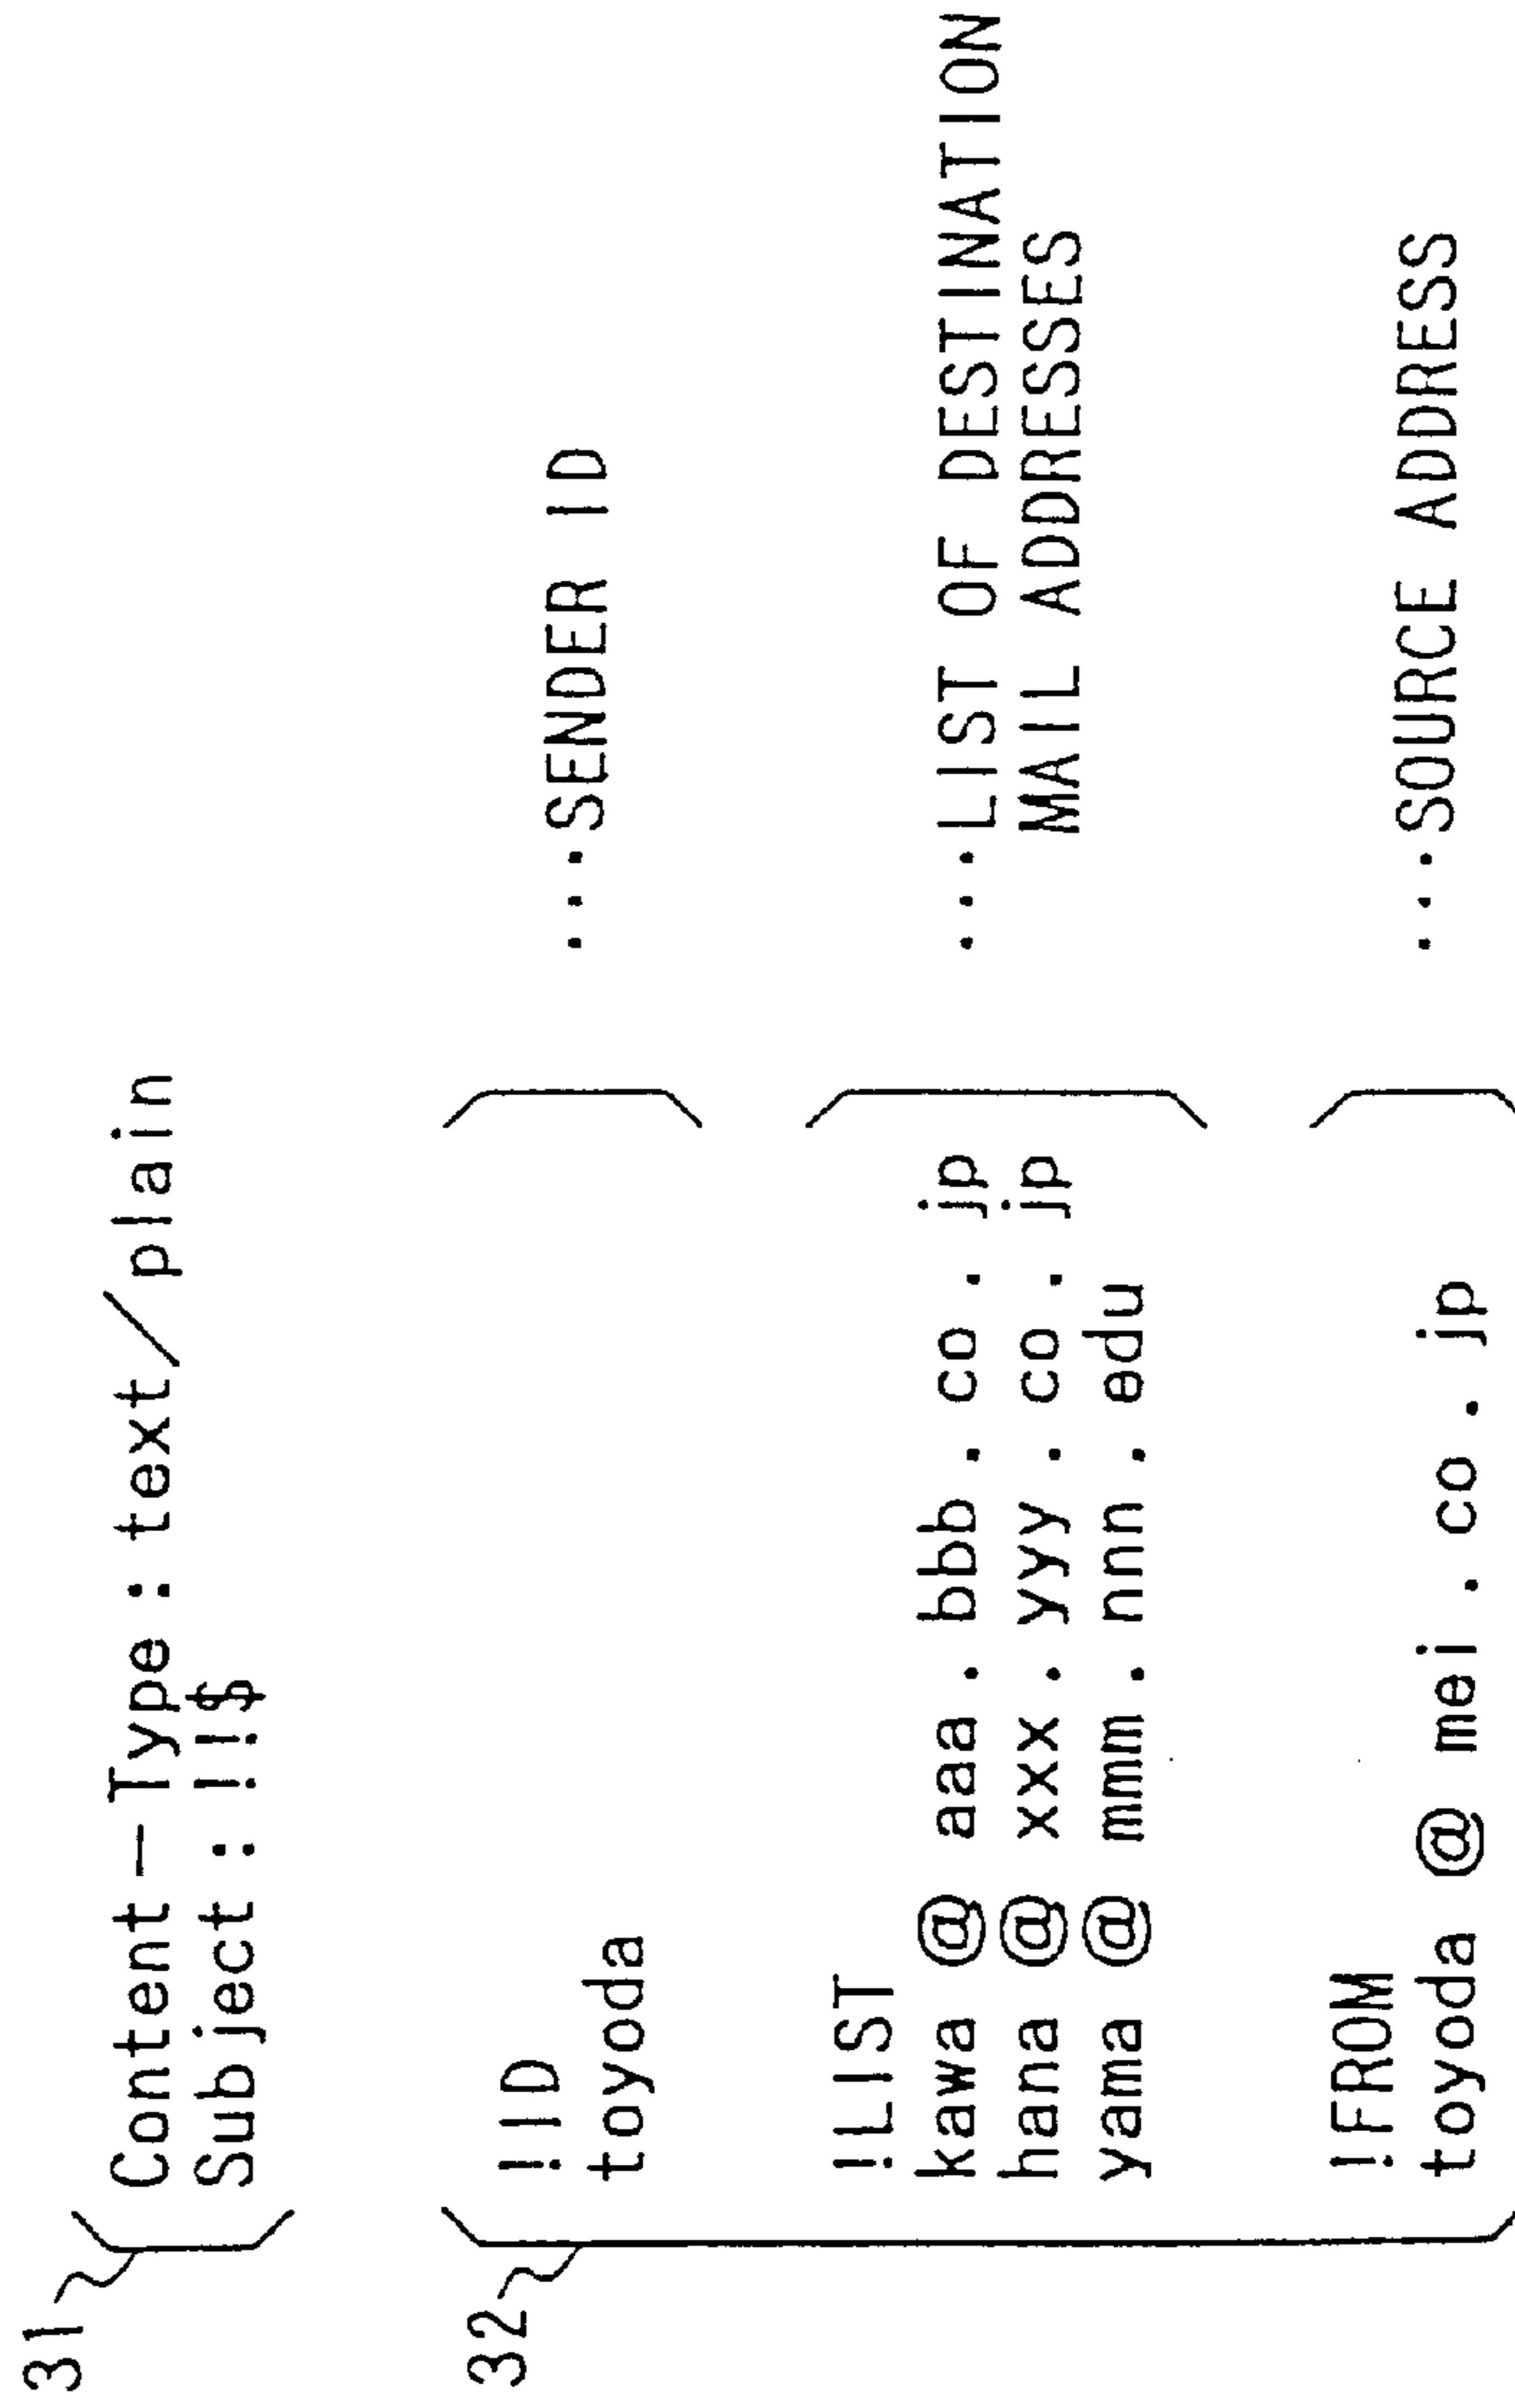 31 Content-Type : text/plain
Subject : !!$
32 !ID
toyoda ...SENDER ID
!LIST
kawa @ aaa . bbb . co . jp ...LIST OF DESTINATION
hana @ xxx . yyy . co . jp MAIL ADDRESSES
yama @ mmm . nnn . edu
!FROM
toyoda @ mei . co . jp ...SOURCE ADDRESS